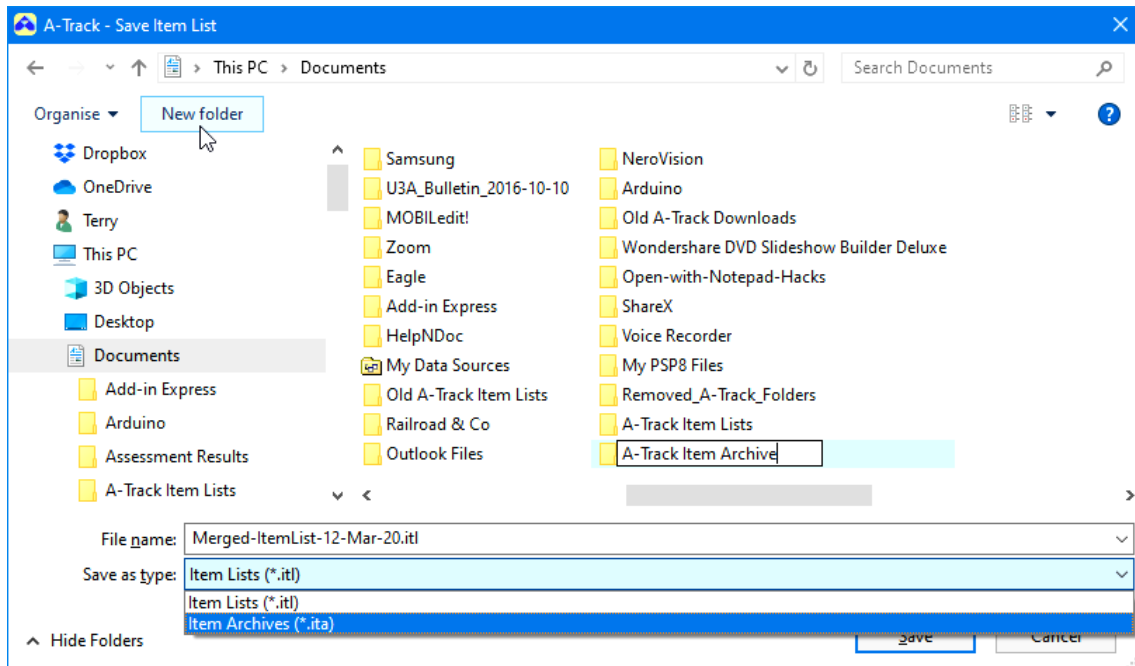 A-Track - Save Item List
This PC > Documents
Search Documents
Organise
New folder
Dropbox
OneDrive
Terry
This PC
3D Objects
Desktop
Documents
Add-in Express
Arduino
Assessment Results
A-Track Item Lists
Samsung
U3A_Bulletin_2016-10-10
MOBILedit!
Zoom
Eagle
Add-in Express
HelpNDoc
My Data Sources
Old A-Track Item Lists
Railroad & Co
Outlook Files
NeroVision
Arduino
Old A-Track Downloads
Wondershare DVD Slideshow Builder Deluxe
Open-with-Notepad-Hacks
ShareX
Voice Recorder
My PSP8 Files
Removed_A-Track_Folders
A-Track Item Lists
A-Track Item Archive
File name: Merged-ItemList-12-Mar-20.itl
Save as type: Item Lists (*.itl)
Item Lists (*.itl)
Item Archives (*.ita)
Hide Folders
Save
Cancel